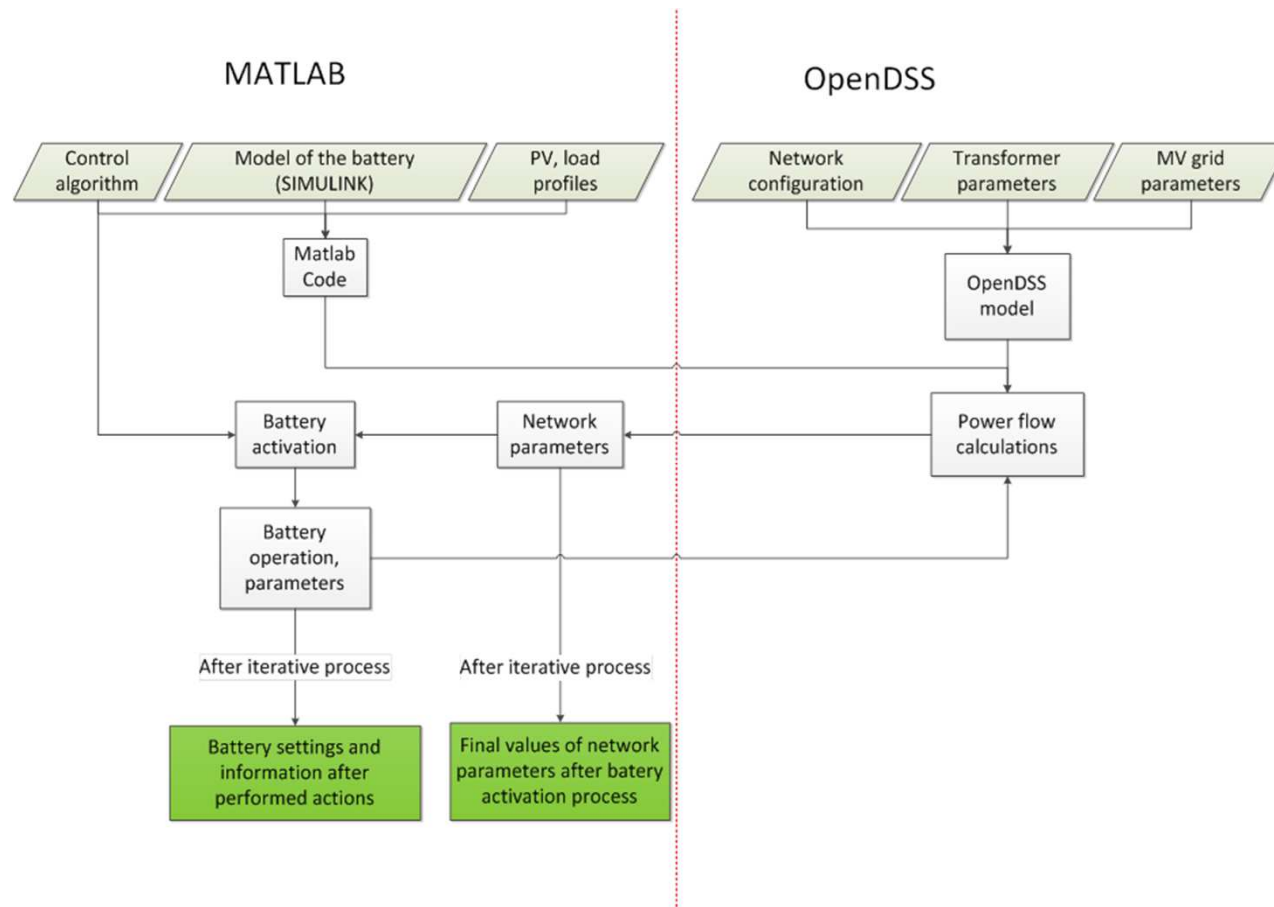 MATLAB
OpenDSS
Control
algorithm
Model of the battery
(SIMULINK)
PV, load
profiles
Network
configuration
Transformer
parameters
MV grid
parameters
Matlab
Code
OpenDSS
model
Battery
activation
Network
parameters
Power flow
calculations
Battery
operation,
parameters
After iterative process
After iterative process
Battery settings and
information after
performed actions
Final values of network
parameters after batery
activation process